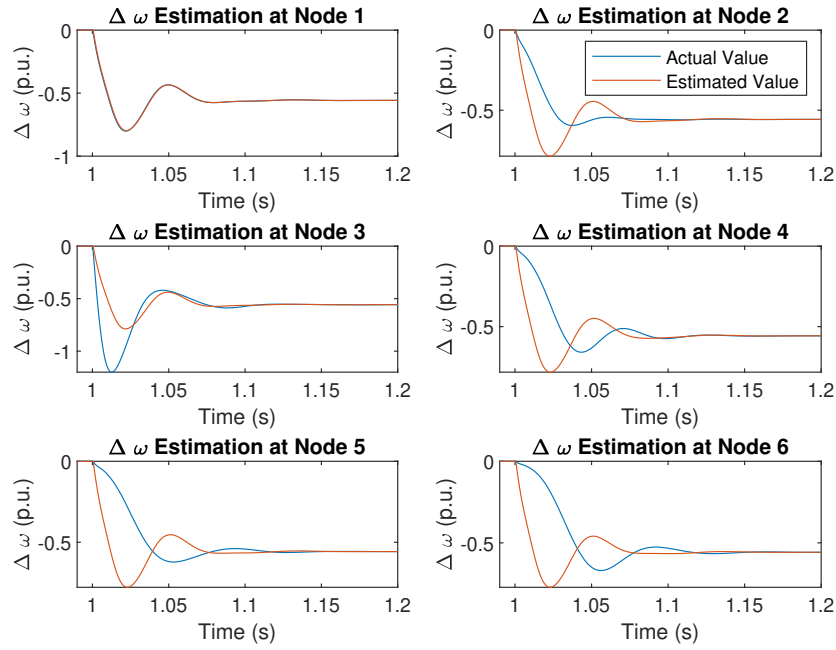 Δ ω Estimation at Node 1
0
-0.5
-1
Δ ω (p.u.)
1 1.05 1.1 1.15 1.2
Time (s)
Δ ω Estimation at Node 2
0
-0.5
Δ ω (p.u.)
Actual Value
Estimated Value
1 1.05 1.1 1.15 1.2
Time (s)
Δ ω Estimation at Node 3
0
-0.5
-1
Δ ω (p.u.)
1 1.05 1.1 1.15 1.2
Time (s)
Δ ω Estimation at Node 4
0
-0.5
Δ ω (p.u.)
1 1.05 1.1 1.15 1.2
Time (s)
Δ ω Estimation at Node 5
0
-0.5
Δ ω (p.u.)
1 1.05 1.1 1.15 1.2
Time (s)
Δ ω Estimation at Node 6
0
-0.5
Δ ω (p.u.)
1 1.05 1.1 1.15 1.2
Time (s)